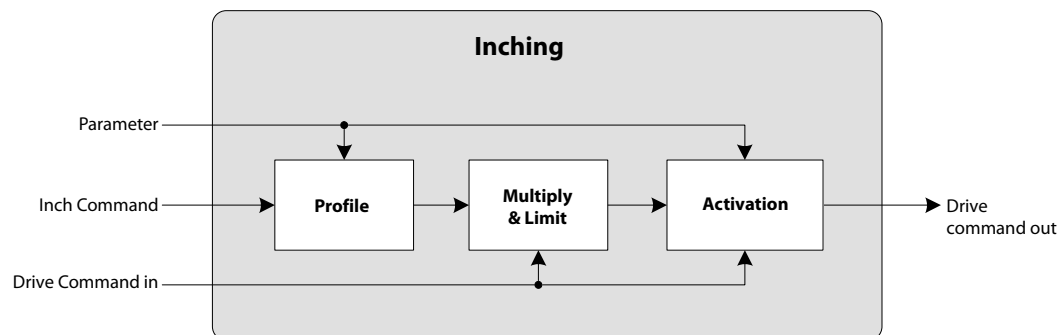 Inching
Parameter
Inch Command
Profile
Multiply
& Limit
Activation
Drive
command out
Drive Command in